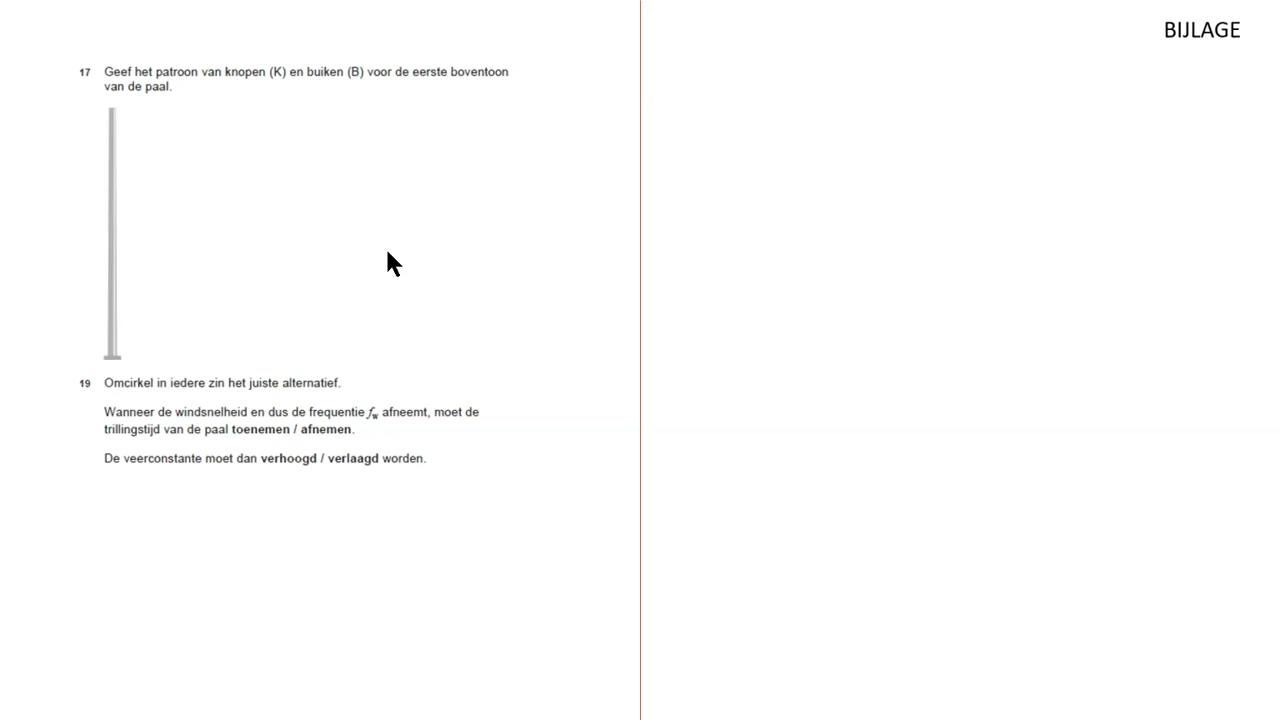 BIJLAGE
17 Geef het patroon van knopen (K) en buiken (B) voor de eerste boventoon
van de paal.
19 Omcirkel in iedere zin het juiste alternatief.
Wanneer de windsnelheid en dus de frequentie fw afneemt, moet de
trillingstijd van de paal toenemen / afnemen.
De veerconstante moet dan verhoogd / verlaagd worden.